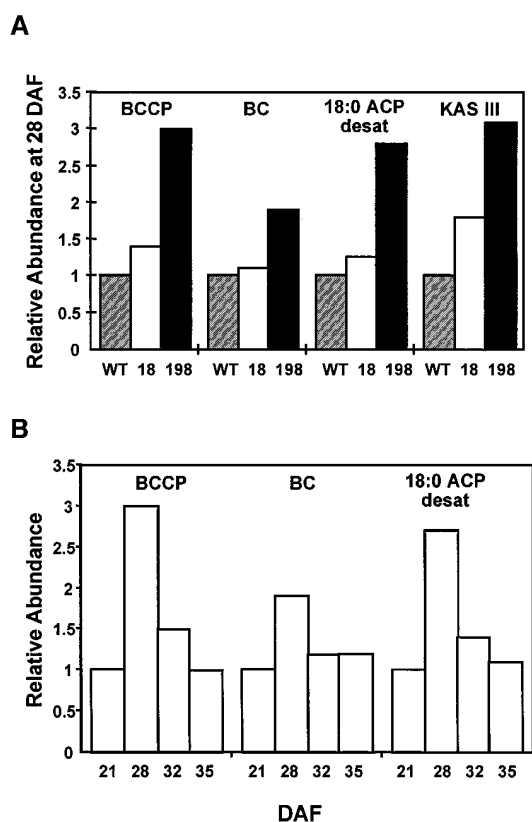 A
Relative Abundance at 28 DAF
3.5
3
2.5
2
1.5
1
0.5
0
BCCP
BC
18:0 ACP
desat
KAS III
WT 18 198 WT 18 198 WT 18 198 WT 18 198
B
Relative Abundance
3.5
3
2.5
2
1.5
1
0.5
0
BCCP
BC
18:0 ACP
desat
21 28 32 35 21 28 32 35 21 28 32 35
DAF